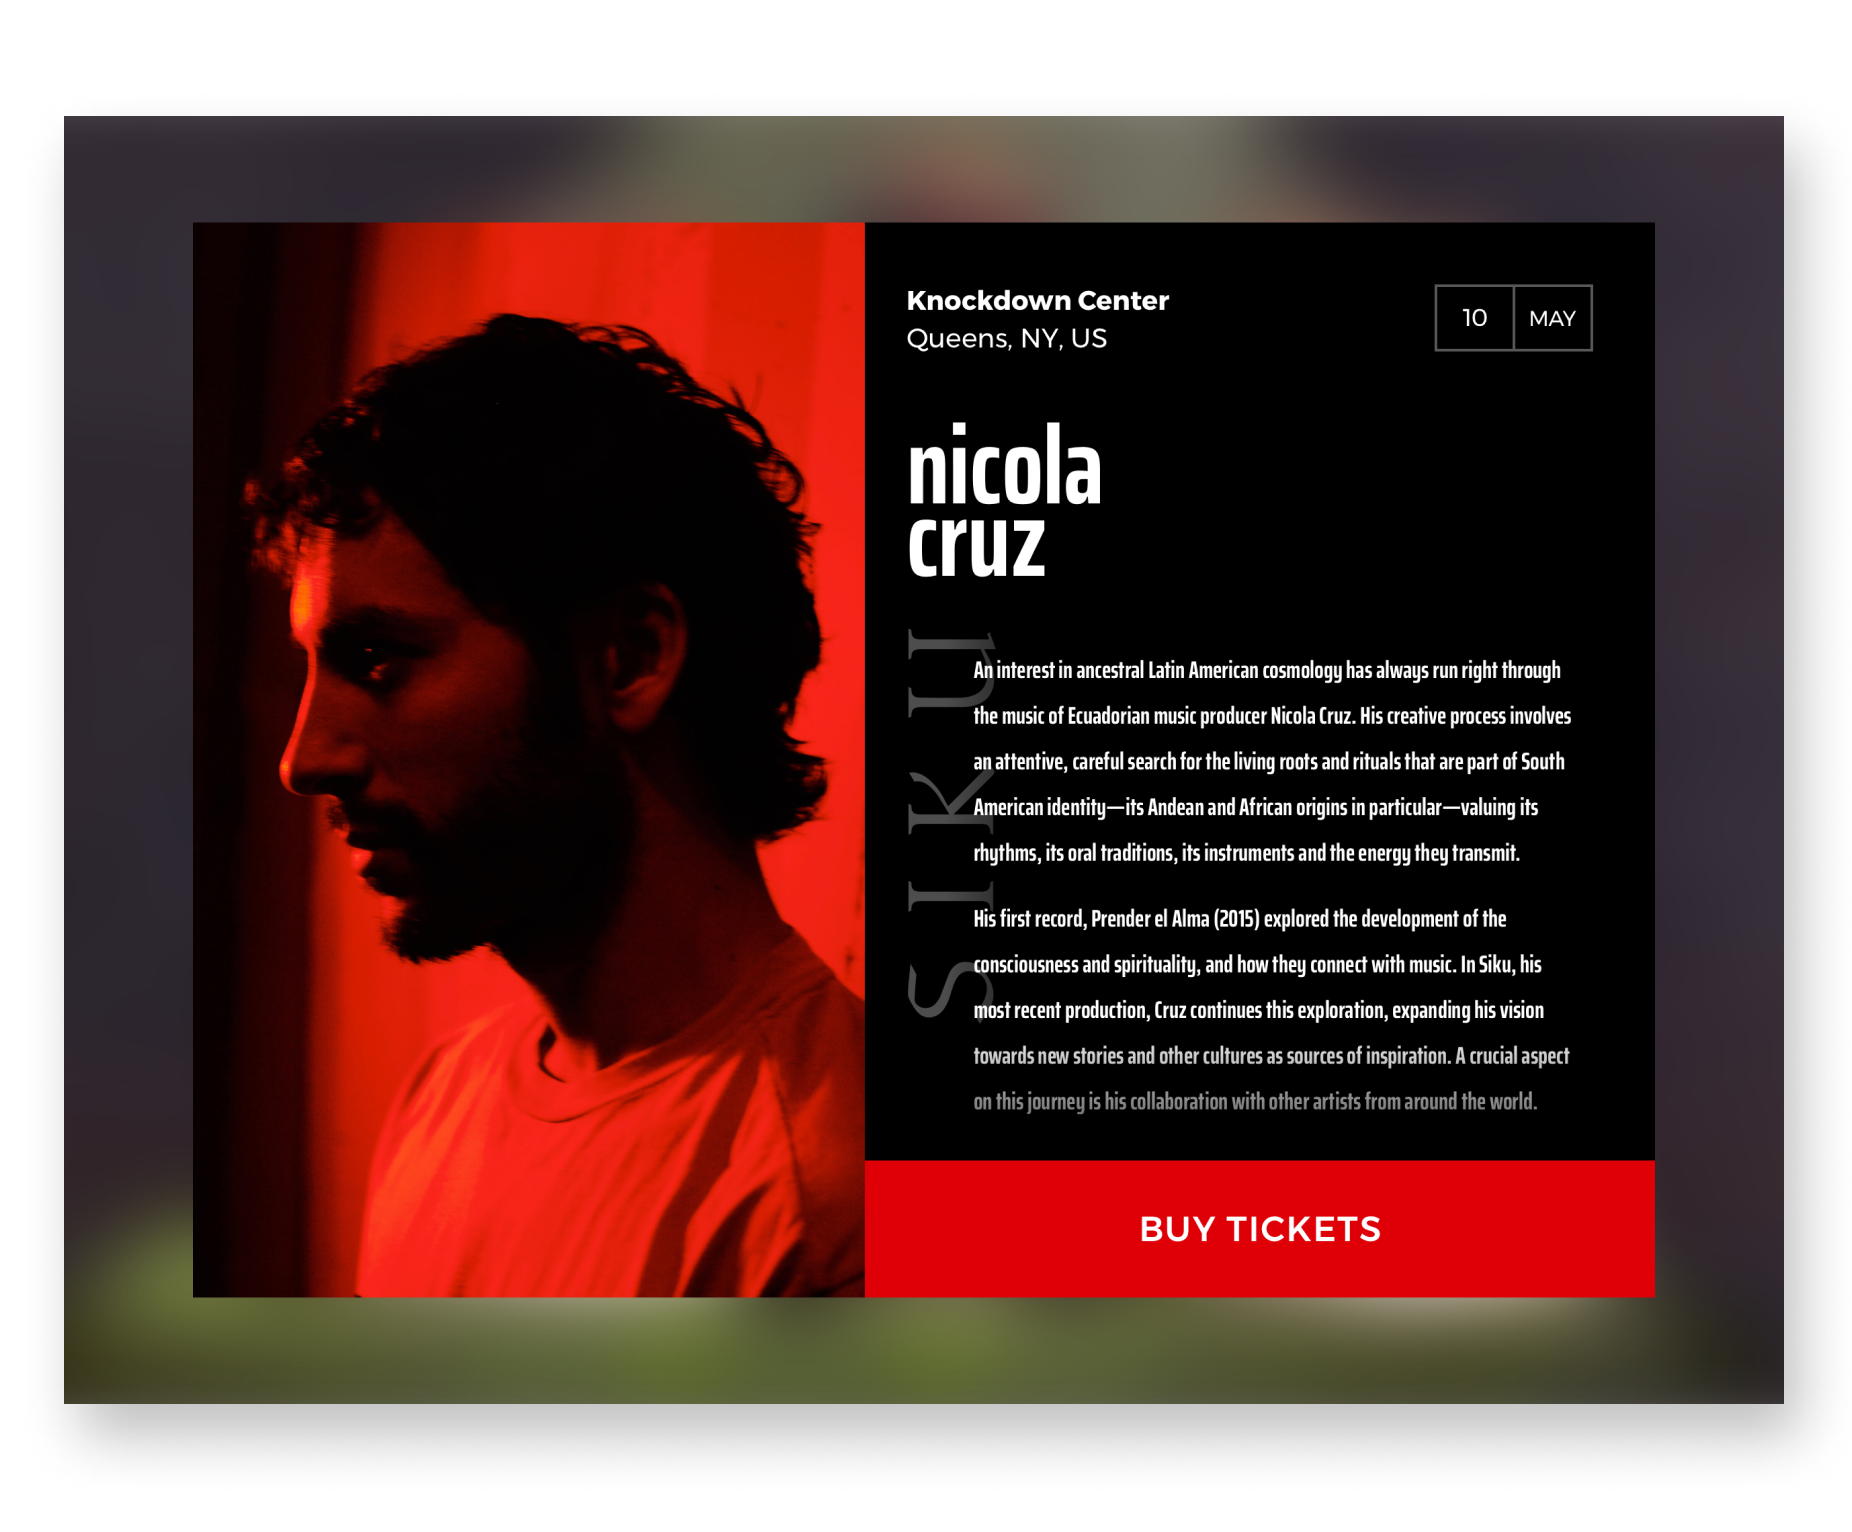 Knockdown Center
Queens, NY, US
10 MAY
nicola
cruz
SIKU
An interest in ancestral Latin American cosmology has always run right through
the music of Ecuadorian music producer Nicola Cruz. His creative process involves
an attentive, careful search for the living roots and rituals that are part of South
American identity—its Andean and African origins in particular—valuing its
rhythms, its oral traditions, its instruments and the energy they transmit.
His first record, Prender el Alma (2015) explored the development of the
consciousness and spirituality, and how they connect with music. In Siku, his
most recent production, Cruz continues this exploration, expanding his vision
towards new stories and other cultures as sources of inspiration. A crucial aspect
on this journey is his collaboration with other artists from around the world.
BUY TICKETS